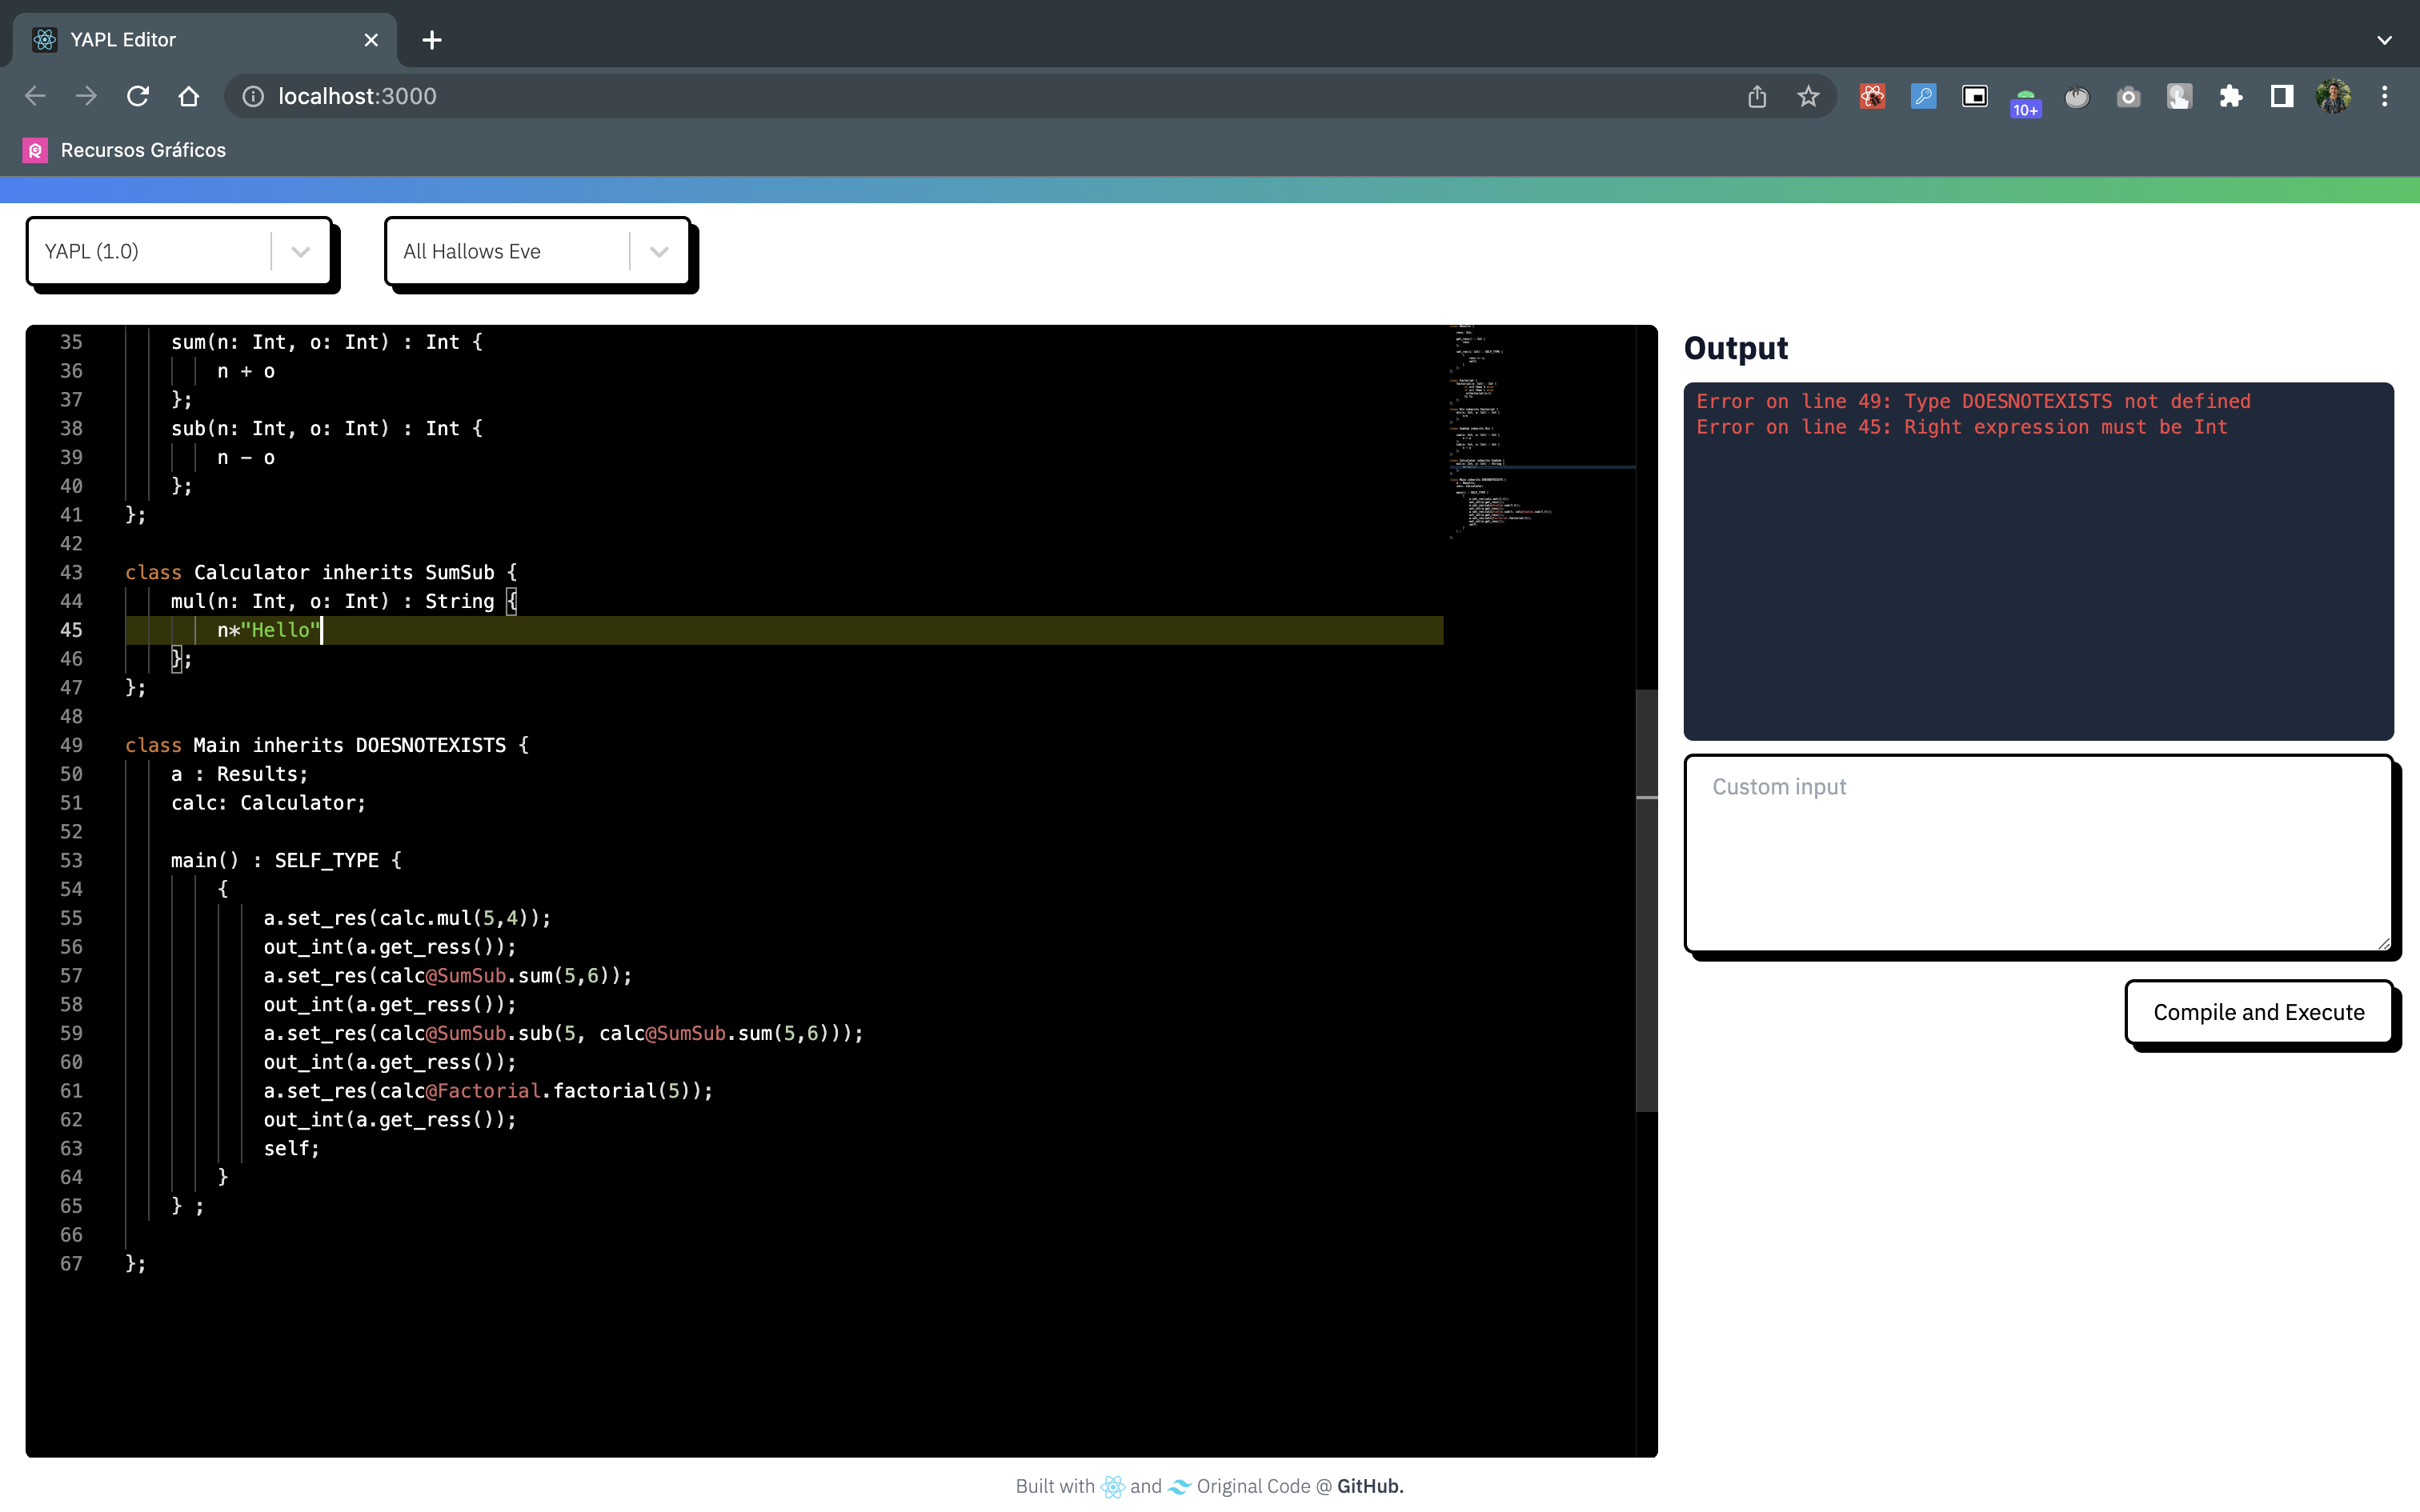 YAPL Editor
localhost:3000
10+
Recursos Gráficos
YAPL (1.0)
All Hallows Eve
35 sum(n: Int, o: Int) : Int {
36 n + o
37 };
38 sub(n: Int, o: Int) : Int {
39 n - o
40 };
41 };
42
43 class Calculator inherits SumSub {
44 mul(n: Int, o: Int) : String {
45 n*"Hello"
46 };
47 };
48
49 class Main inherits DOESNOTEXISTS {
50 a : Results;
51 calc: Calculator;
52
53 main() : SELF_TYPE {
54 {
55 a.set_res(calc.mul(5,4));
56 out_int(a.get_ress());
57 a.set_res(calc@SumSub.sum(5,6));
58 out_int(a.get_ress());
59 a.set_res(calc@SumSub.sub(5, calc@SumSub.sum(5,6)));
60 out_int(a.get_ress());
61 a.set_res(calc@Factorial.factorial(5));
62 out_int(a.get_ress());
63 self;
64 }
65 } ;
66
67 };
Output
Error on line 49: Type DOESNOTEXISTS not defined
Error on line 45: Right expression must be Int
Custom input
Compile and Execute
Built with and Original Code @ GitHub.